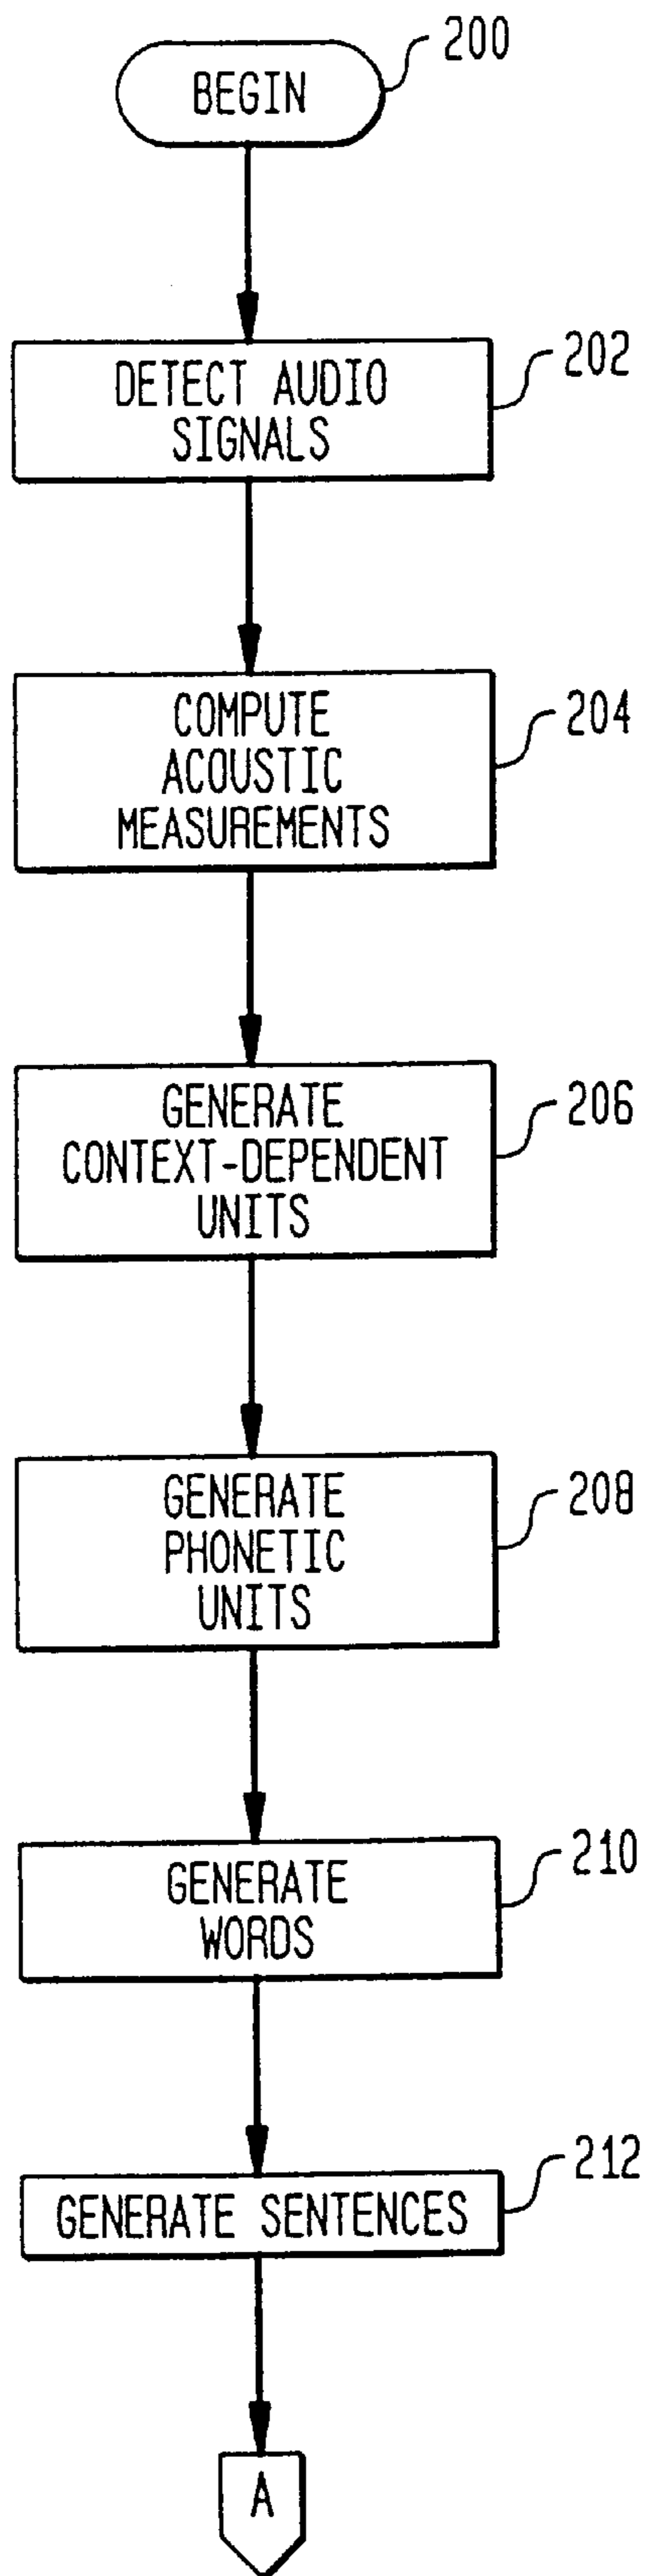 200
BEGIN
202
DETECT AUDIO
SIGNALS
204
COMPUTE
ACOUSTIC
MEASUREMENTS
206
GENERATE
CONTEXT-DEPENDENT
UNITS
208
GENERATE
PHONETIC
UNITS
210
GENERATE
WORDS
212
GENERATE SENTENCES
A